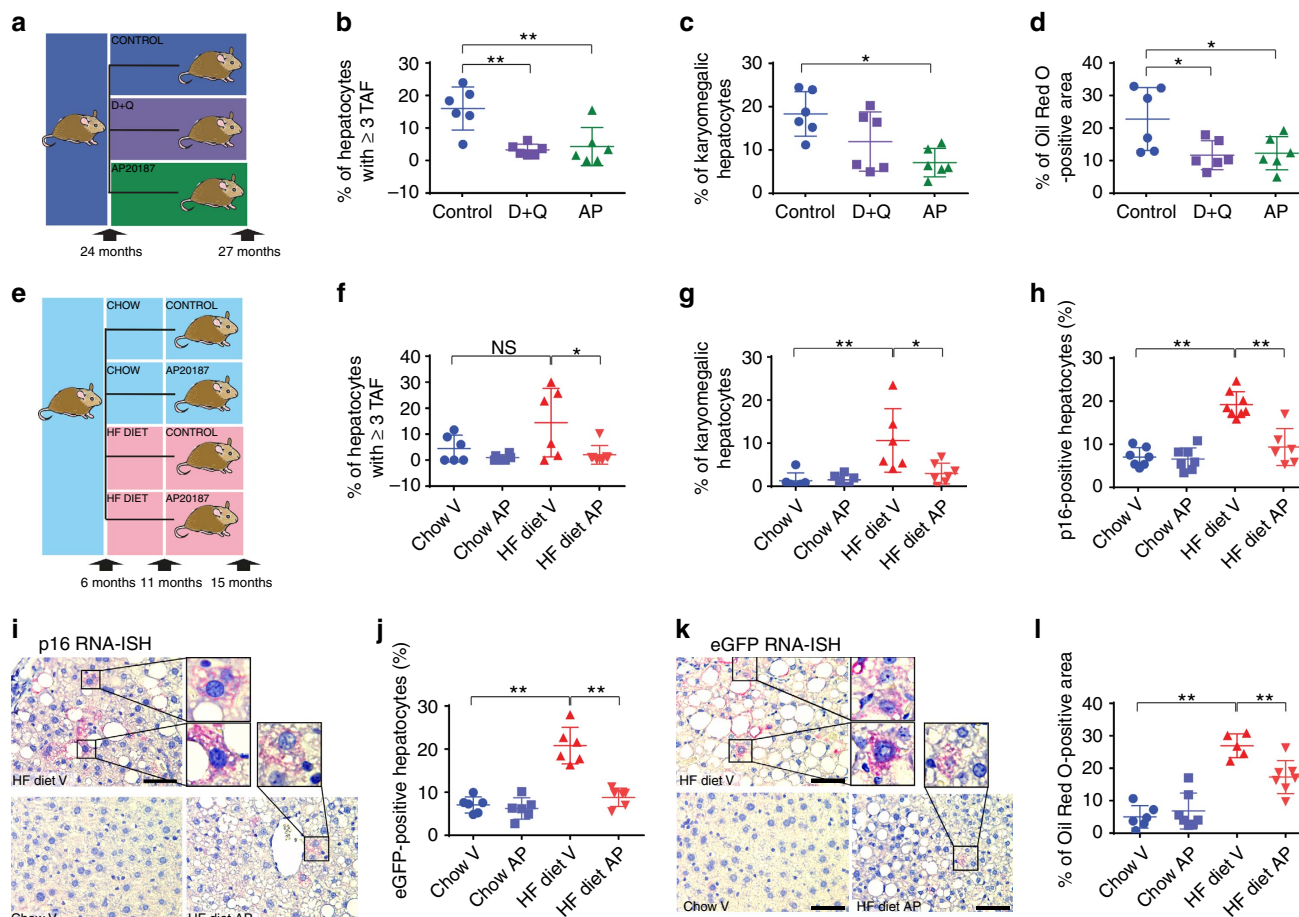 a
CONTROL
D+Q
AP20187
24 months
27 months
b
% of hepatocytes
with ≥ 3 TAF
30
20
10
0
−10
**
**
Control
D+Q
AP
c
% of karyomegalic
hepatocytes
30
20
10
0
*
Control
D+Q
AP
d
% of Oil Red O
-positive area
40
30
20
10
0
*
*
Control
D+Q
AP
e
CHOW
CONTROL
CHOW
AP20187
HF DIET
CONTROL
HF DIET
AP20187
6 months
11 months
15 months
f
% of hepatocytes
with ≥ 3 TAF
40
30
20
10
0
−10
NS
*
Chow V
Chow AP
HF diet V
HF diet AP
g
% of karyomegalic
hepatocytes
30
20
10
0
**
*
Chow V
Chow AP
HF diet V
HF diet AP
h
p16-positive hepatocytes (%)
30
20
10
0
**
**
Chow V
Chow AP
HF diet V
HF diet AP
i
p16 RNA-ISH
HF diet V
Chow V
HF diet AP
j
eGFP-positive hepatocytes (%)
30
20
10
0
**
**
Chow V
Chow AP
HF diet V
HF diet AP
k
eGFP RNA-ISH
HF diet V
Chow V
HF diet AP
l
% of Oil Red O-positive area
40
30
20
10
0
**
**
Chow V
Chow AP
HF diet V
HF diet AP